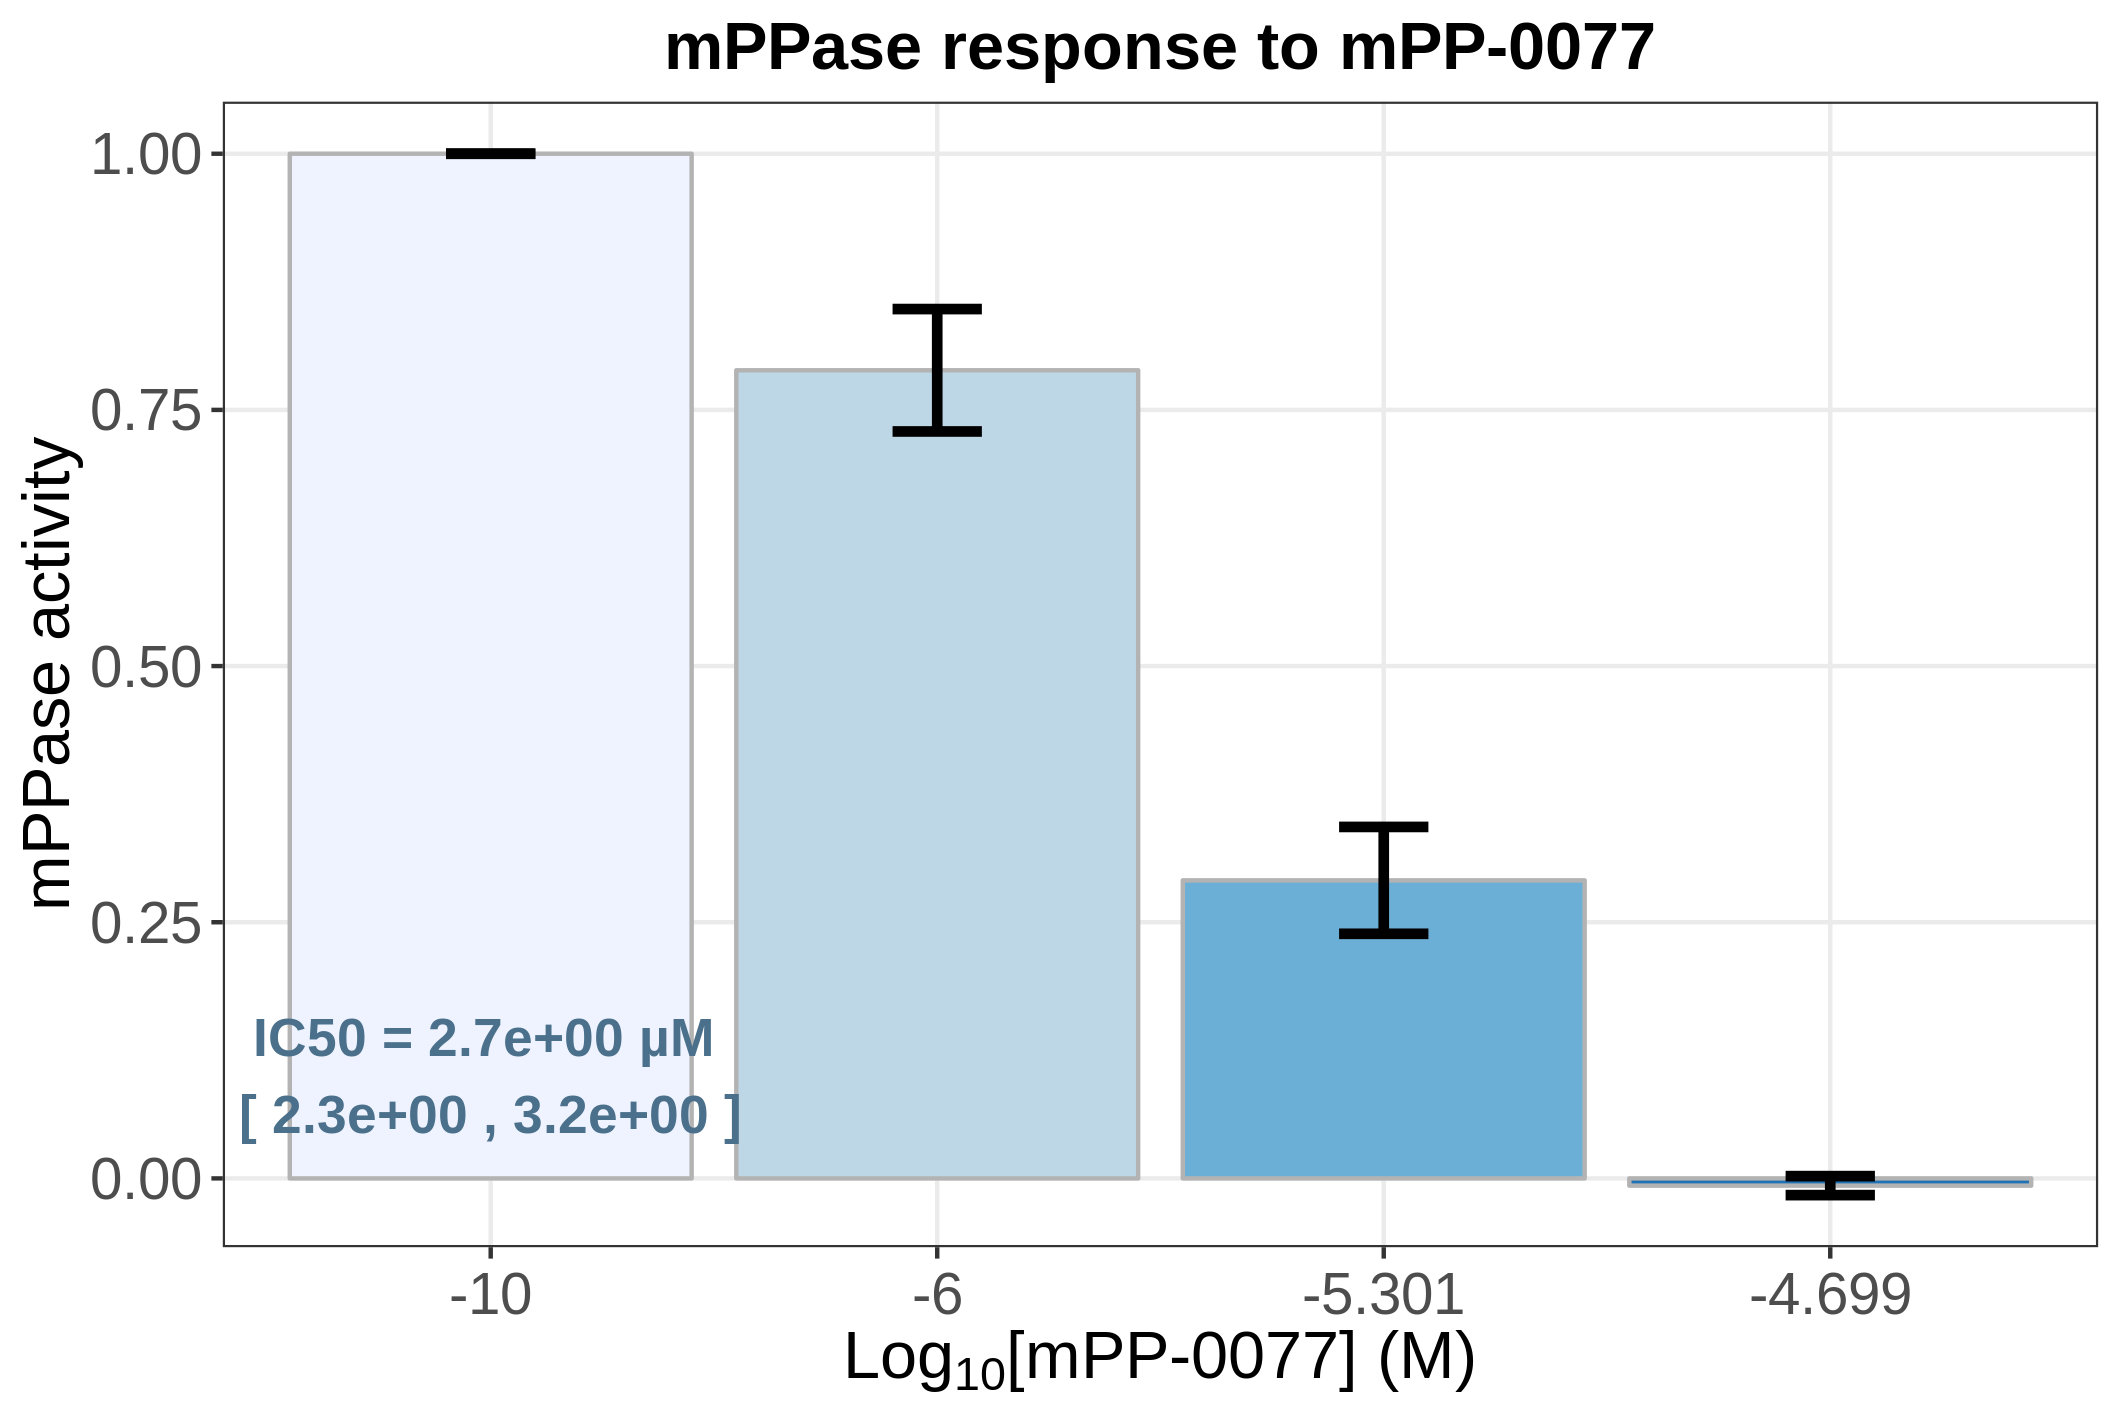 mPPase response to mPP-0077
mPPase activity
1.00
0.75
0.50
0.25
0.00
IC50 = 2.7e+00 µM
[ 2.3e+00 , 3.2e+00 ]
-10
-6
-5.301
-4.699
Log₁₀[mPP-0077] (M)